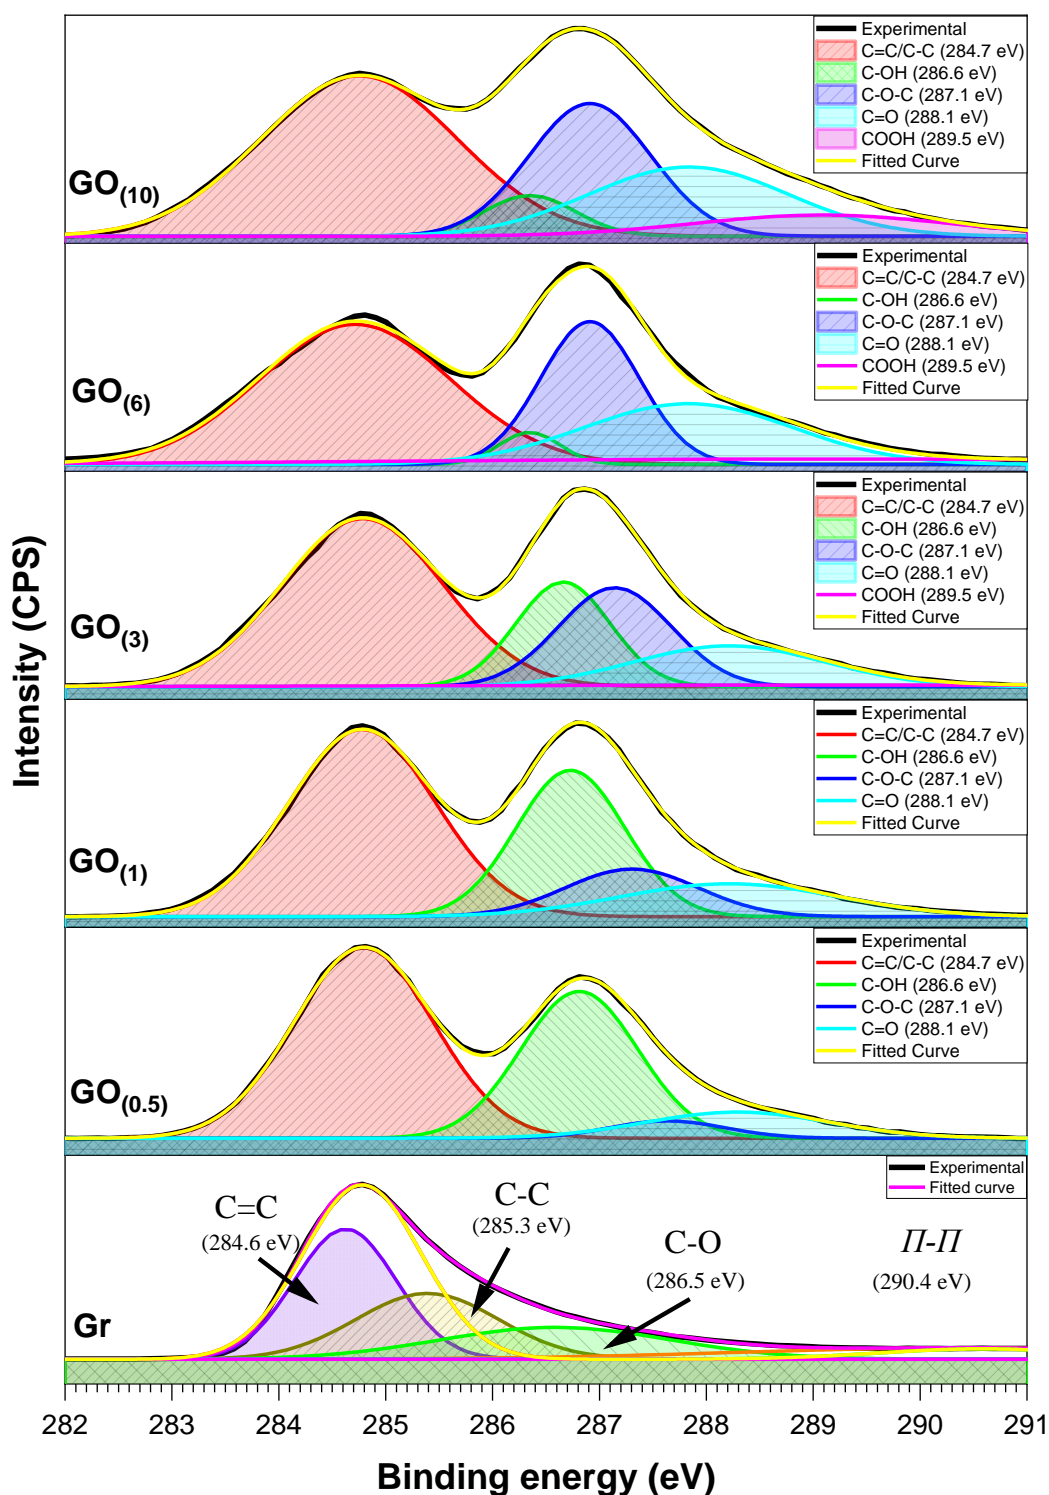 Experimental
C=C/C-C (284.7 eV)
C-OH (286.6 eV)
C-O-C (287.1 eV)
C=O (288.1 eV)
COOH (289.5 eV)
Fitted Curve
GO(10)
Experimental
C=C/C-C (284.7 eV)
C-OH (286.6 eV)
C-O-C (287.1 eV)
C=O (288.1 eV)
COOH (289.5 eV)
Fitted Curve
GO(6)
Experimental
C=C/C-C (284.7 eV)
C-OH (286.6 eV)
C-O-C (287.1 eV)
C=O (288.1 eV)
COOH (289.5 eV)
Fitted Curve
GO(3)
Experimental
C=C/C-C (284.7 eV)
C-OH (286.6 eV)
C-O-C (287.1 eV)
C=O (288.1 eV)
Fitted Curve
GO(1)
Experimental
C=C/C-C (284.7 eV)
C-OH (286.6 eV)
C-O-C (287.1 eV)
C=O (288.1 eV)
Fitted Curve
GO(0.5)
Experimental
Fitted curve
C=C
(284.6 eV)
C-C
(285.3 eV)
C-O
(286.5 eV)
Π-Π
(290.4 eV)
Gr
Intensity (CPS)
282 283 284 285 286 287 288 289 290 291
Binding energy (eV)